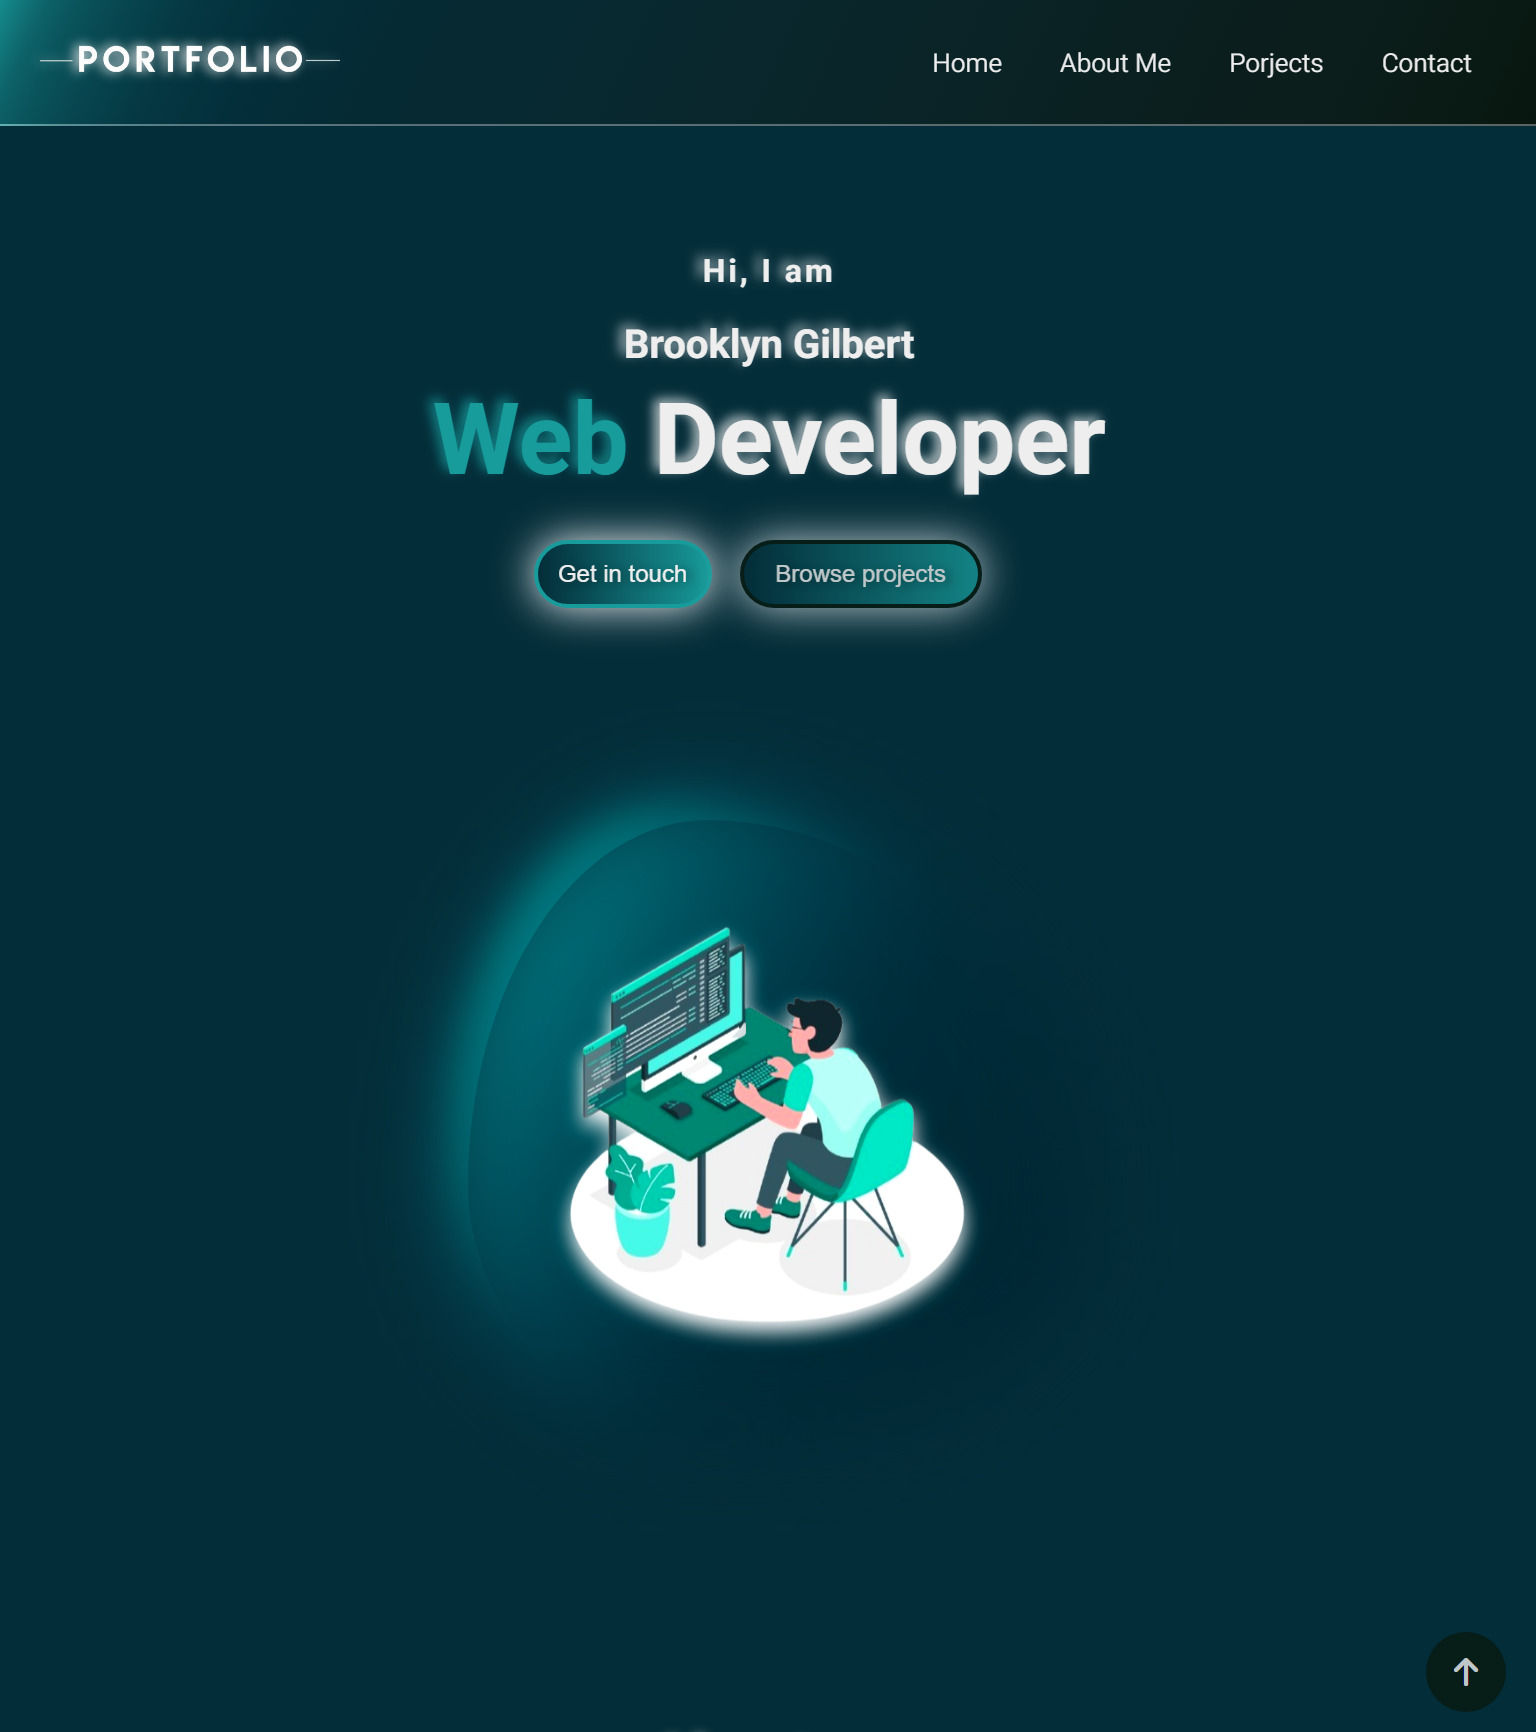 PORTFOLIO
Home About Me Porjects Contact
Hi, I am
Brooklyn Gilbert
Web Developer
Get in touch Browse projects